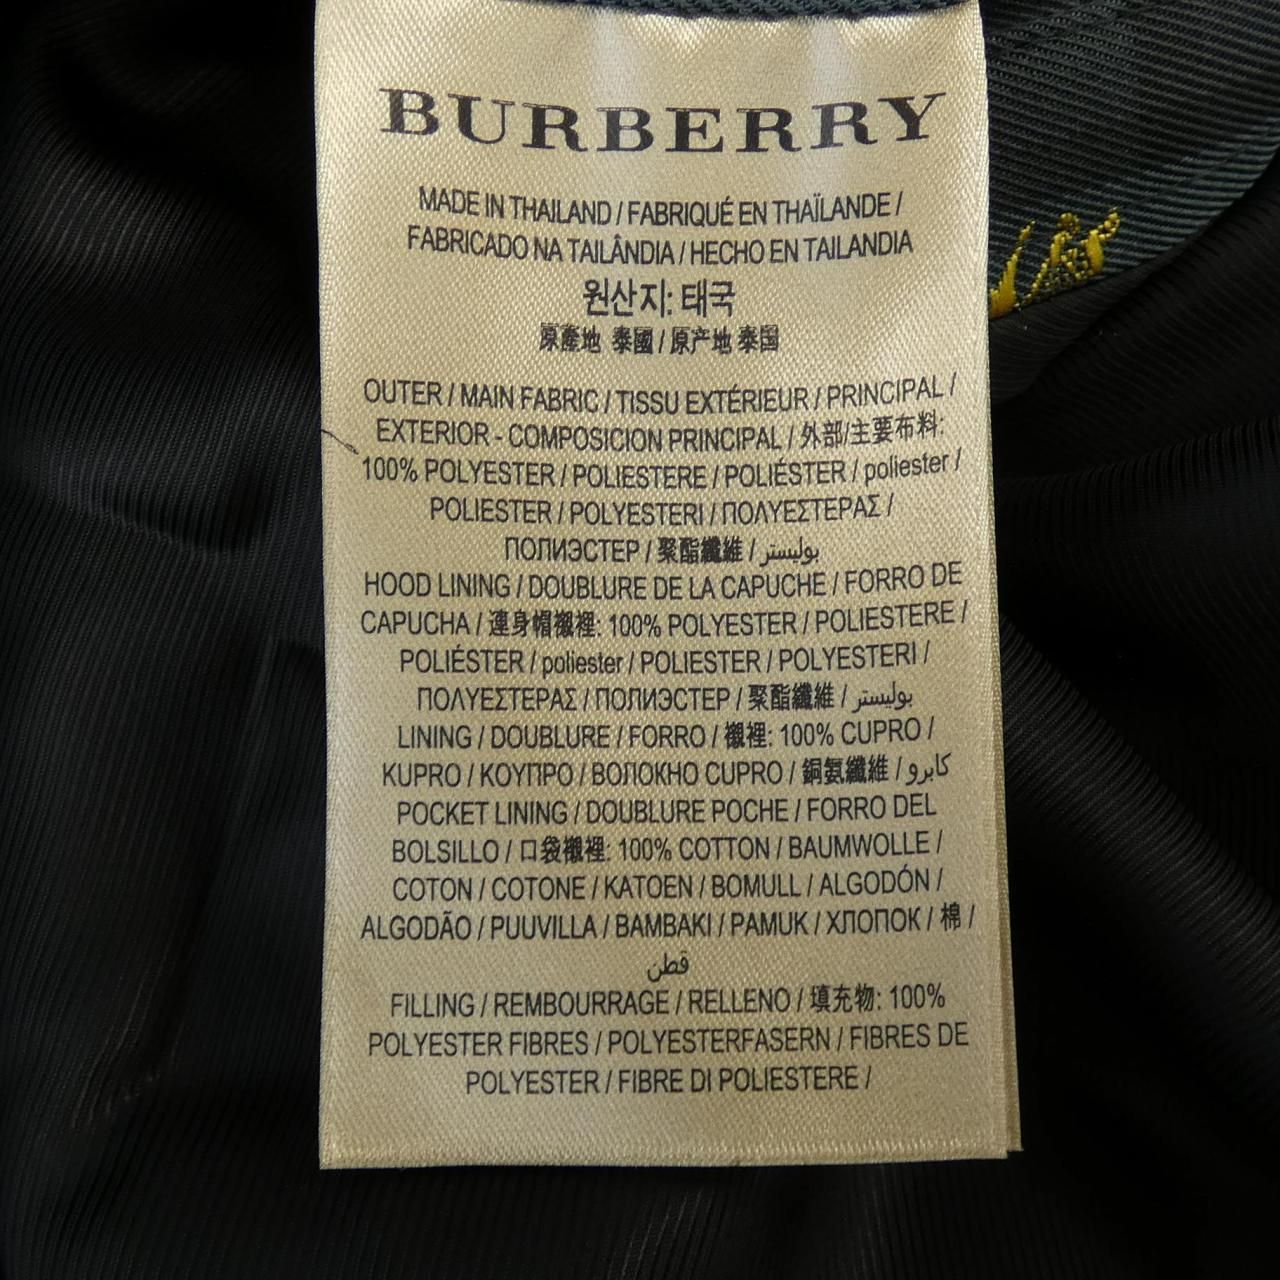 BURBERRY
MADE IN THAILAND / FABRIQUÉ EN THAÏLANDE /
FABRICADO NA TAILÂNDIA / HECHO EN TAILANDIA
원산지: 태국
原產地 泰國 / 原产地 泰国
OUTER / MAIN FABRIC / TISSU EXTÉRIEUR / PRINCIPAL /
EXTERIOR - COMPOSICION PRINCIPAL / 外部/主要布料:
100% POLYESTER / POLIESTERE / POLIÉSTER / poliester /
POLIESTER / POLYESTERI / ΠΟΛΥΕΣΤΕΡΑΣ /
ПОЛИЭСТЕР / 聚酯纖維 / بوليستر
HOOD LINING / DOUBLURE DE LA CAPUCHE / FORRO DE
CAPUCHA / 連身帽襯裡: 100% POLYESTER / POLIESTERE /
POLIÉSTER / poliester / POLIESTER / POLYESTERI /
ΠΟΛΥΕΣΤΕΡΑΣ / ПОЛИЭСТЕР / 聚酯纖維 / بوليستر
LINING / DOUBLURE / FORRO / 襯裡: 100% CUPRO /
KUPRO / ΚΟΥΠΡΟ / ВОЛОКНО CUPRO / 銅氨纖維 / كابرو
POCKET LINING / DOUBLURE POCHE / FORRO DEL
BOLSILLO / 口袋襯裡: 100% COTTON / BAUMWOLLE /
COTON / COTONE / KATOEN / BOMULL / ALGODÓN /
ALGODÃO / PUUVILLA / BAMBAKI / PAMUK / ХЛОПОК / 棉 /
قطن
FILLING / REMBOURRAGE / RELLENO / 填充物: 100%
POLYESTER FIBRES / POLYESTERFASERN / FIBRES DE
POLYESTER / FIBRE DI POLIESTERE /